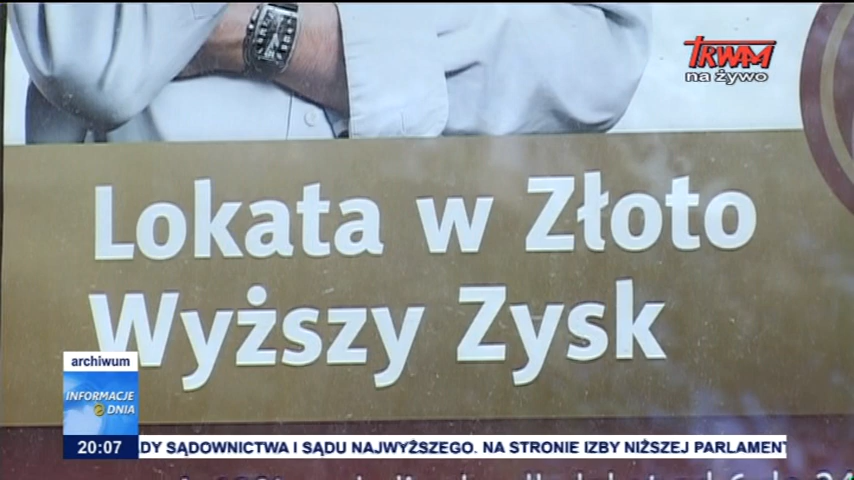 TRWAM
na żywo
Lokata w Złoto
Wyższy Zysk
archiwum
INFORMACJE
DNIA
20:07
DY SĄDOWNICTWA I SĄDU NAJWYŻSZEGO. NA STRONIE IZBY NIŻSZEJ PARLAMENT